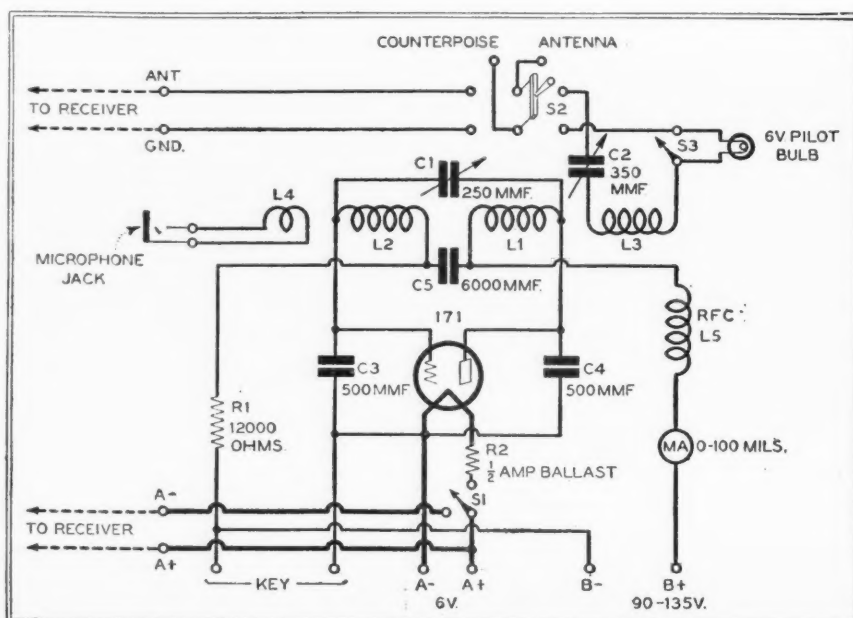 COUNTERPOISE
ANTENNA
ANT
TO RECEIVER
GND.
S2
S3
6V. PILOT
BULB
C1
250 MMF.
C2
350
MMF.
L4
L2
L1
L3
MICROPHONE
JACK
C5
6000 MMF.
171
RFC
L5
C3
500 MMF
C4
500 MMF
R1
12000
OHMS.
R2
½
AMP BALLAST
MA
0-100 MILS.
A-
S1
TO RECEIVER
A+
KEY
A-
A+
6V.
B-
B+
90-135V.